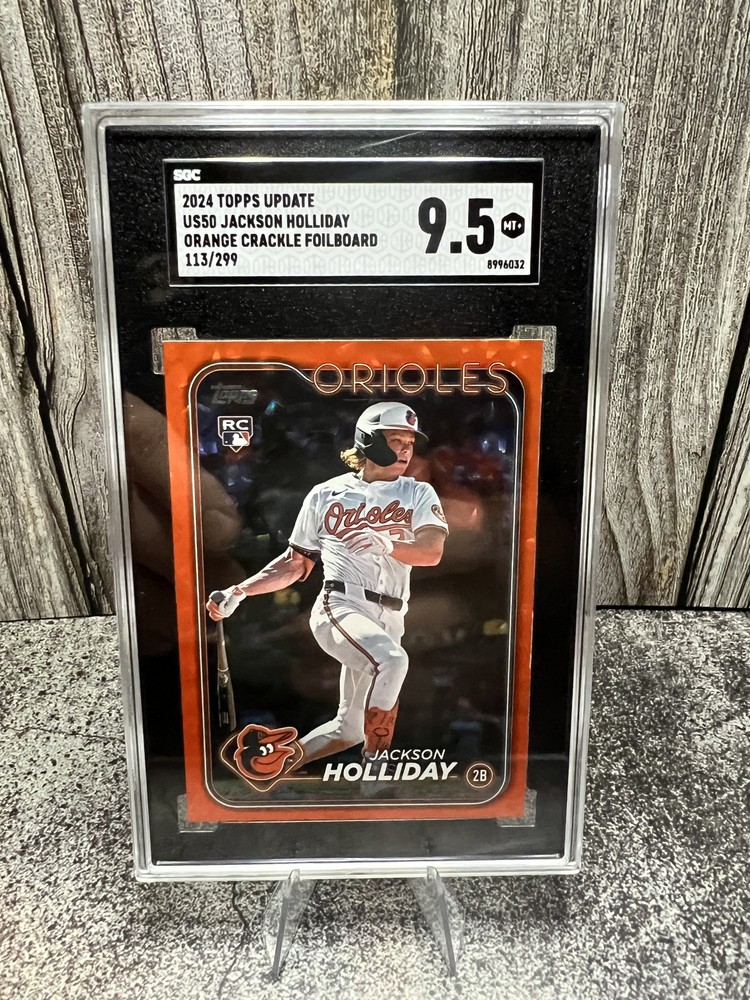 SGC
2024 TOPPS UPDATE
US50 JACKSON HOLLIDAY
ORANGE CRACKLE FOILBOARD
113/299
9.5
MT+
8996032
ORIOLES
Topps
RC
Orioles
7
JACKSON
HOLLIDAY
2B